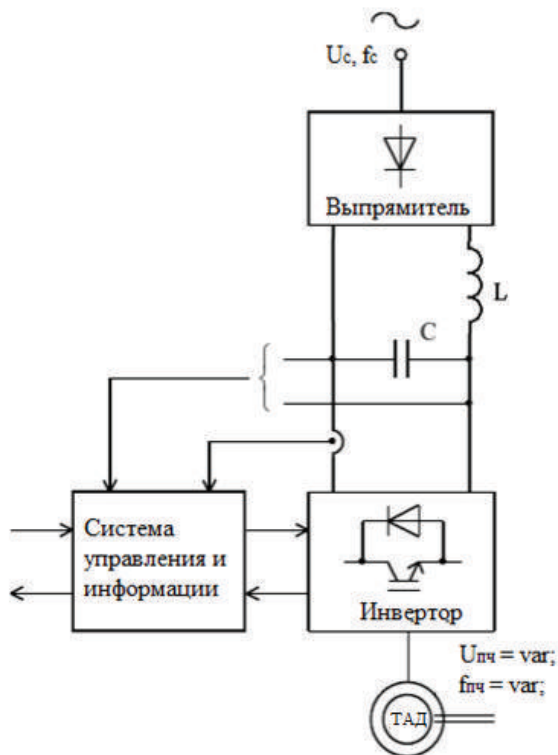 Uc, fc
Выпрямитель
L
C
Система
управления и
информации
Инвертор
Uпч = var;
fпч = var;
ТАД